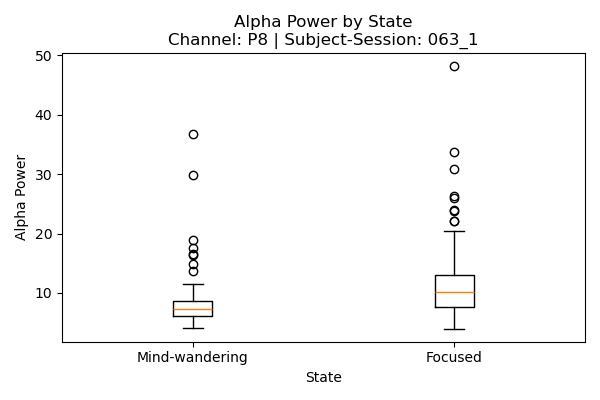 Alpha Power by State
Channel: P8 | Subject-Session: 063_1
50
40
30
20
10
Alpha Power
Mind-wandering
Focused
State